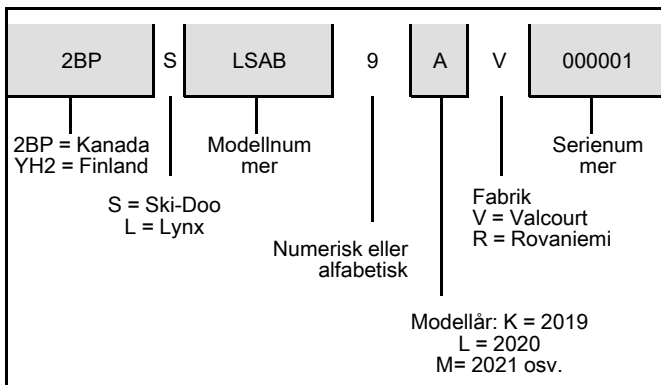 2BP S LSAB 9 A V 000001
2BP = Kanada
YH2 = Finland
Modellnum
mer
Serienum
mer
S = Ski-Doo
L = Lynx
Fabrik
V = Valcourt
R = Rovaniemi
Numerisk eller
alfabetisk
Modellår: K = 2019
L = 2020
M= 2021 osv.